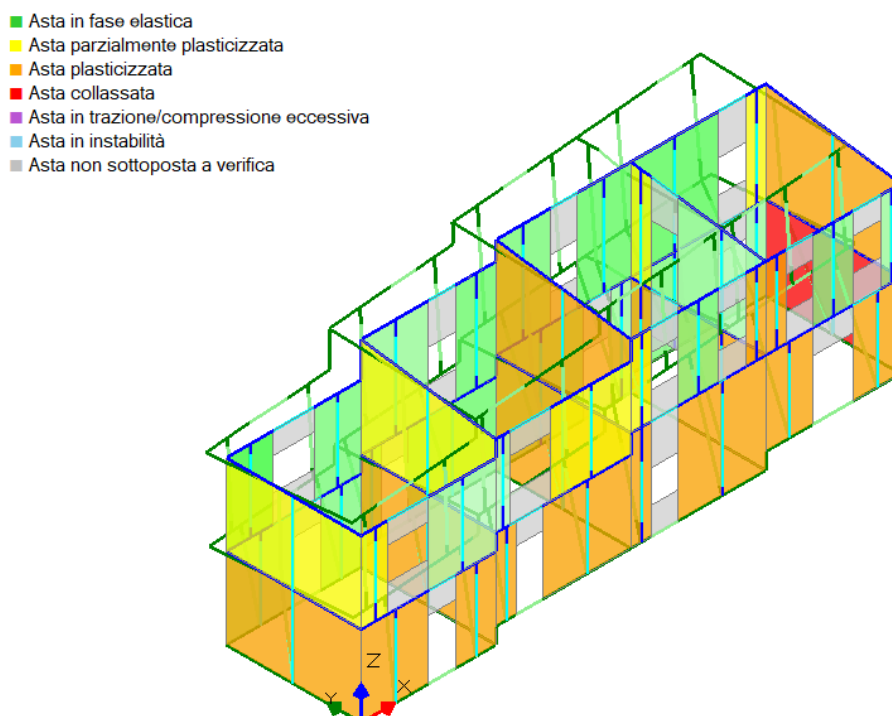 Asta in fase elastica
Asta parzialmente plasticizzata
Asta plasticizzata
Asta collassata
Asta in trazione/compressione eccessiva
Asta in instabilità
Asta non sottoposta a verifica
Z
Y
X